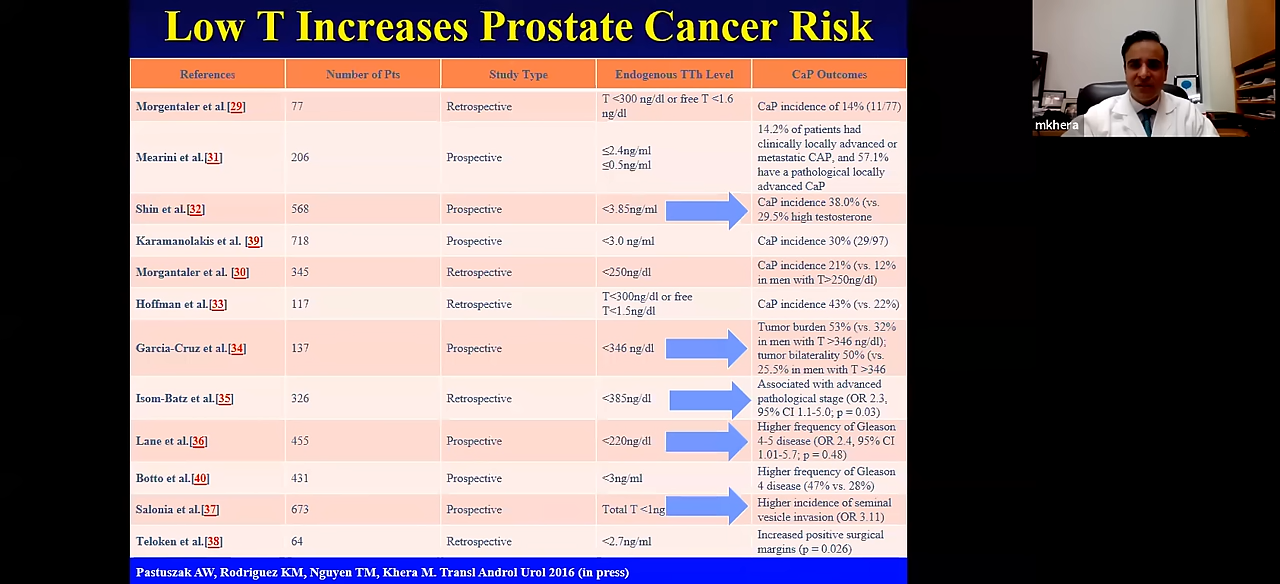 Low T Increases Prostate Cancer Risk
References Number of Pts Study Type Endogenous TTh Level CaP Outcomes
Morgentaler et al.[29] 77 Retrospective T <300 ng/dl or free T <1.6
ng/dl CaP incidence of 14% (11/77)
Mearini et al.[31] 206 Prospective ≤2.4ng/ml
≤0.5ng/ml 14.2% of patients had
clinically locally advanced or
metastatic CAP, and 57.1%
have a pathological locally
advanced CaP
Shin et al.[32] 568 Prospective <3.85ng/ml CaP incidence 38.0% (vs.
29.5% high testosterone
Karamanolakis et al. [39] 718 Prospective <3.0 ng/ml CaP incidence 30% (29/97)
Morgantaler et al. [30] 345 Retrospective <250ng/dl CaP incidence 21% (vs. 12%
in men with T>250ng/dl)
Hoffman et al.[33] 117 Retrospective T<300ng/dl or free
T<1.5ng/dl CaP incidence 43% (vs. 22%)
Garcia-Cruz et al.[34] 137 Prospective <346 ng/dl Tumor burden 53% (vs. 32%
in men with T >346 ng/dl);
tumor bilaterality 50% (vs.
25.5% in men with T >346
Isom-Batz et al.[35] 326 Retrospective <385ng/dl Associated with advanced
pathological stage (OR 2.3,
95% CI 1.1-5.0; p = 0.03)
Lane et al.[36] 455 Prospective <220ng/dl Higher frequency of Gleason
4-5 disease (OR 2.4, 95% CI
1.01-5.7; p = 0.48)
Botto et al.[40] 431 Prospective <3ng/ml Higher frequency of Gleason
4 disease (47% vs. 28%)
Salonia et al.[37] 673 Prospective Total T <1ng Higher incidence of seminal
vesicle invasion (OR 3.11)
Teloken et al.[38] 64 Retrospective <2.7ng/ml Increased positive surgical
margins (p = 0.026)
Pastuszak AW, Rodriguez KM, Nguyen TM, Khera M. Transl Androl Urol 2016 (in press)
mkhera